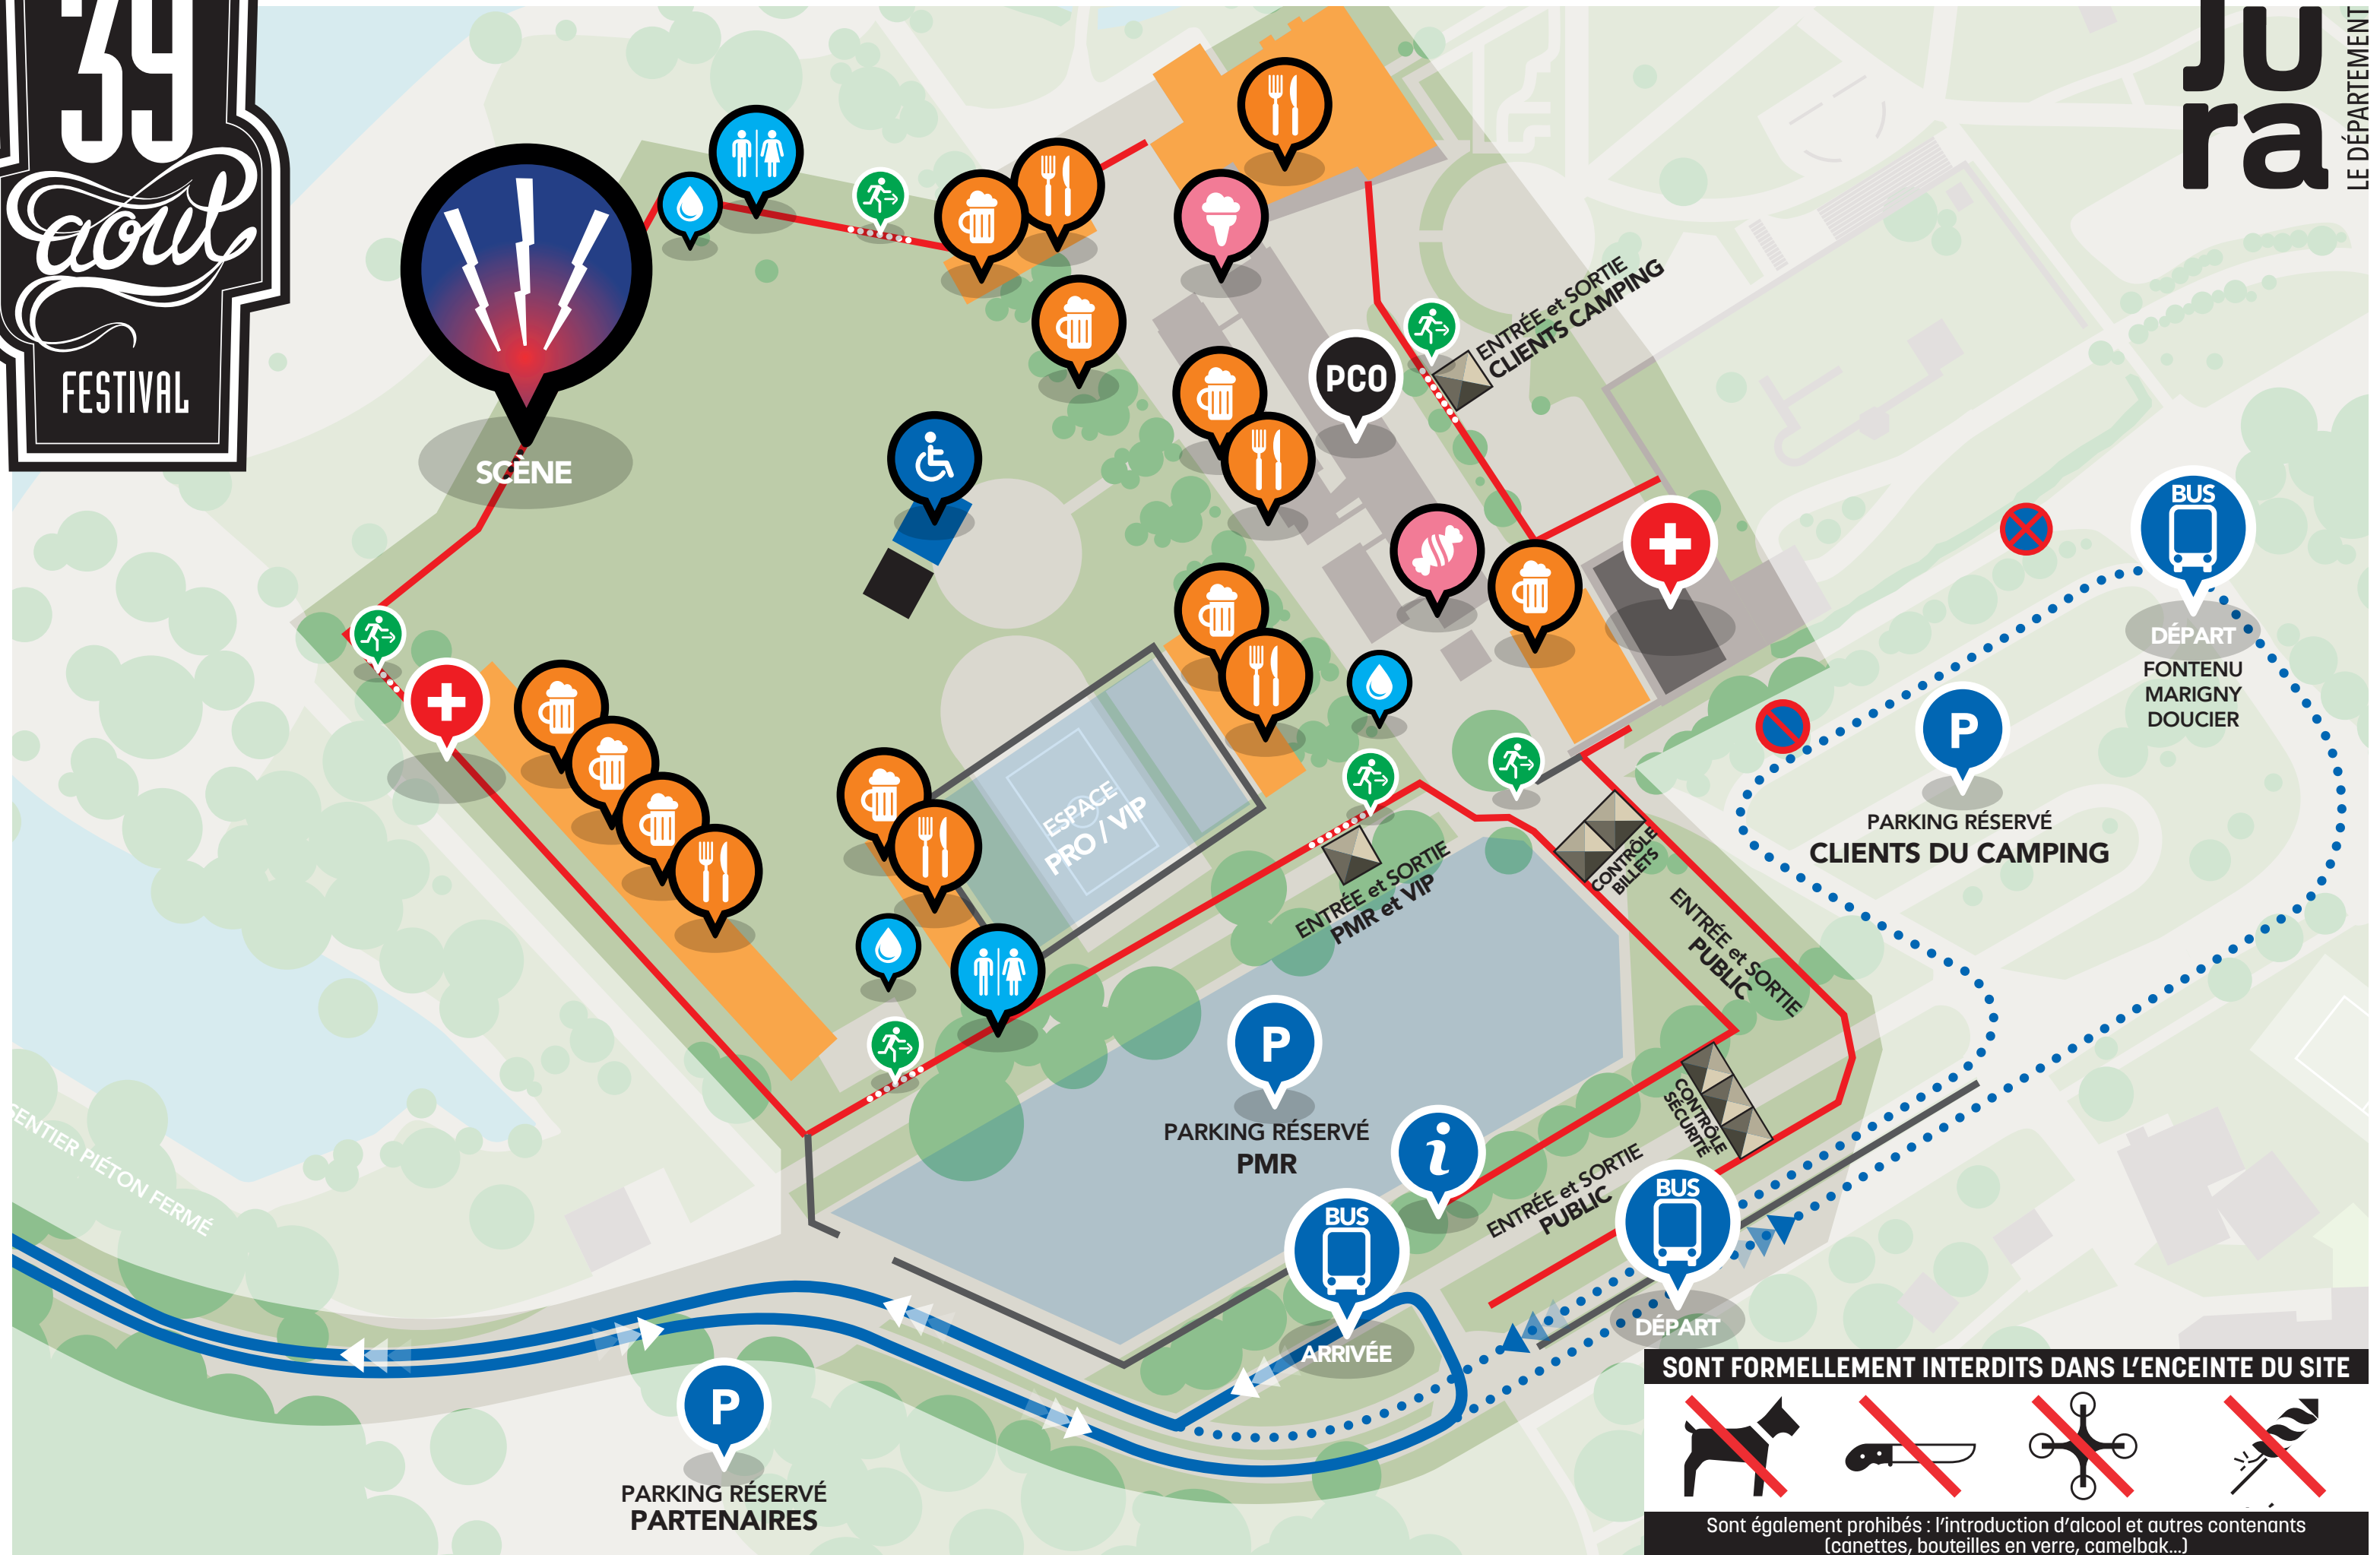 39
août
FESTIVAL
Jura
LE DÉPARTEMENT
SCÈNE
PCO
ENTRÉE et SORTIE
CLIENTS CAMPING
BUS
DÉPART
FONTENU
MARIGNY
DOUCIER
P
PARKING RÉSERVÉ
CLIENTS DU CAMPING
ESPACE
PRO / VIP
ENTRÉE et SORTIE
PMR et VIP
CONTRÔLE
BILLETS
ENTRÉE et SORTIE
PUBLIC
P
PARKING RÉSERVÉ
PMR
CONTRÔLE
SÉCURITÉ
i
ENTRÉE et SORTIE
PUBLIC
BUS
ARRIVÉE
BUS
DÉPART
SENTIER PIÉTON FERMÉ
P
PARKING RÉSERVÉ
PARTENAIRES
SONT FORMELLEMENT INTERDITS DANS L'ENCEINTE DU SITE
Sont également prohibés : l'introduction d'alcool et autres contenants
(canettes, bouteilles en verre, camelbak...)